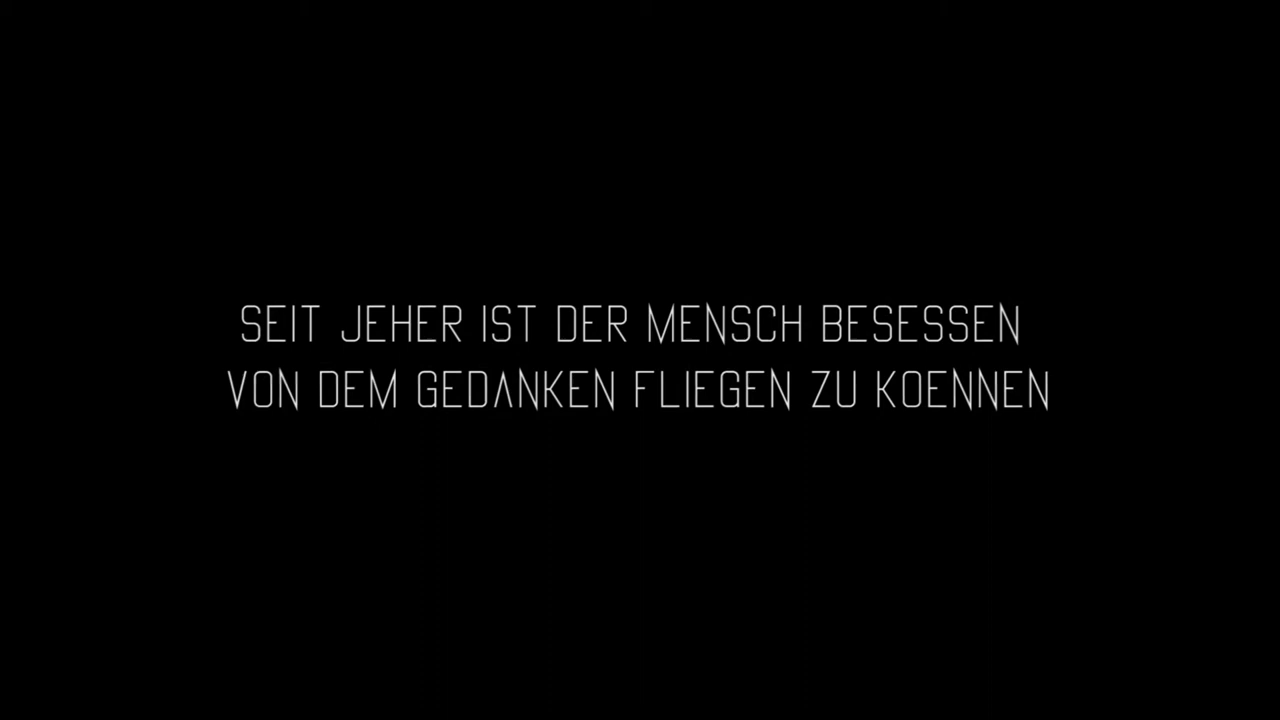 SEIT JEHER IST DER MENSCH BESESSEN
VON DEM GEDANKEN FLIEGEN ZU KOENNEN